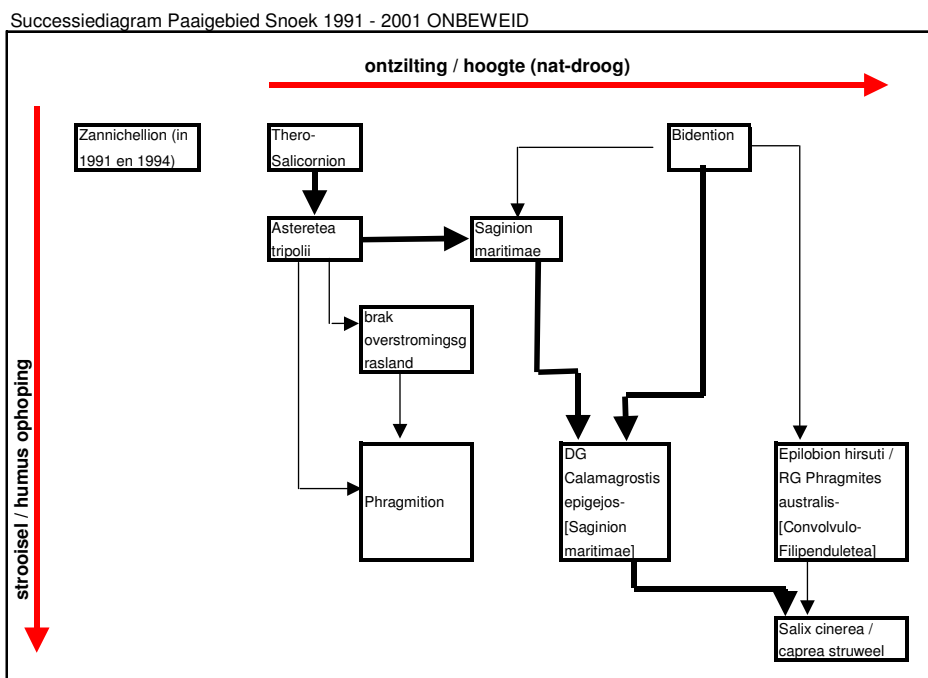 Successiediagram Paaigebied Snoek 1991 - 2001 ONBEWEID
ontzilting / hoogte (nat-droog)
strooisel / humus ophoping
Zannichellion (in
1991 en 1994)
Thero-
Salicornion
Bidention
Asteretea
tripolii
Saginion
maritimae
brak
overstromingsg
rasland
Phragmition
DG
Calamagrostis
epigejos-
[Saginion
maritimae]
Epilobion hirsuti /
RG Phragmites
australis-
[Convolvulo-
Filipenduletea]
Salix cinerea /
caprea struweel